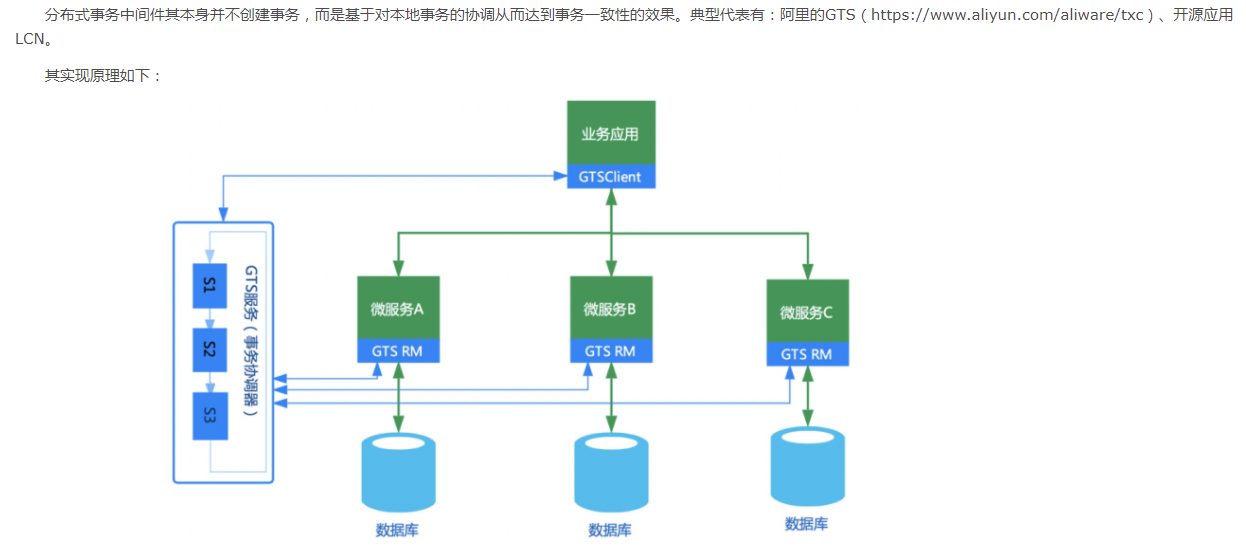 分布式事务中间件其本身并不创建事务，而是基于对本地事务的协调从而达到事务一致性的效果。典型代表有：阿里的GTS（https://www.aliyun.com/aliware/txc）、开源应用
LCN。
其实现原理如下：
业务应用
GTSClient
GTS服务（事务协调器）
S1
S2
S3
微服务A
GTS RM
微服务B
GTS RM
微服务C
GTS RM
数据库
数据库
数据库